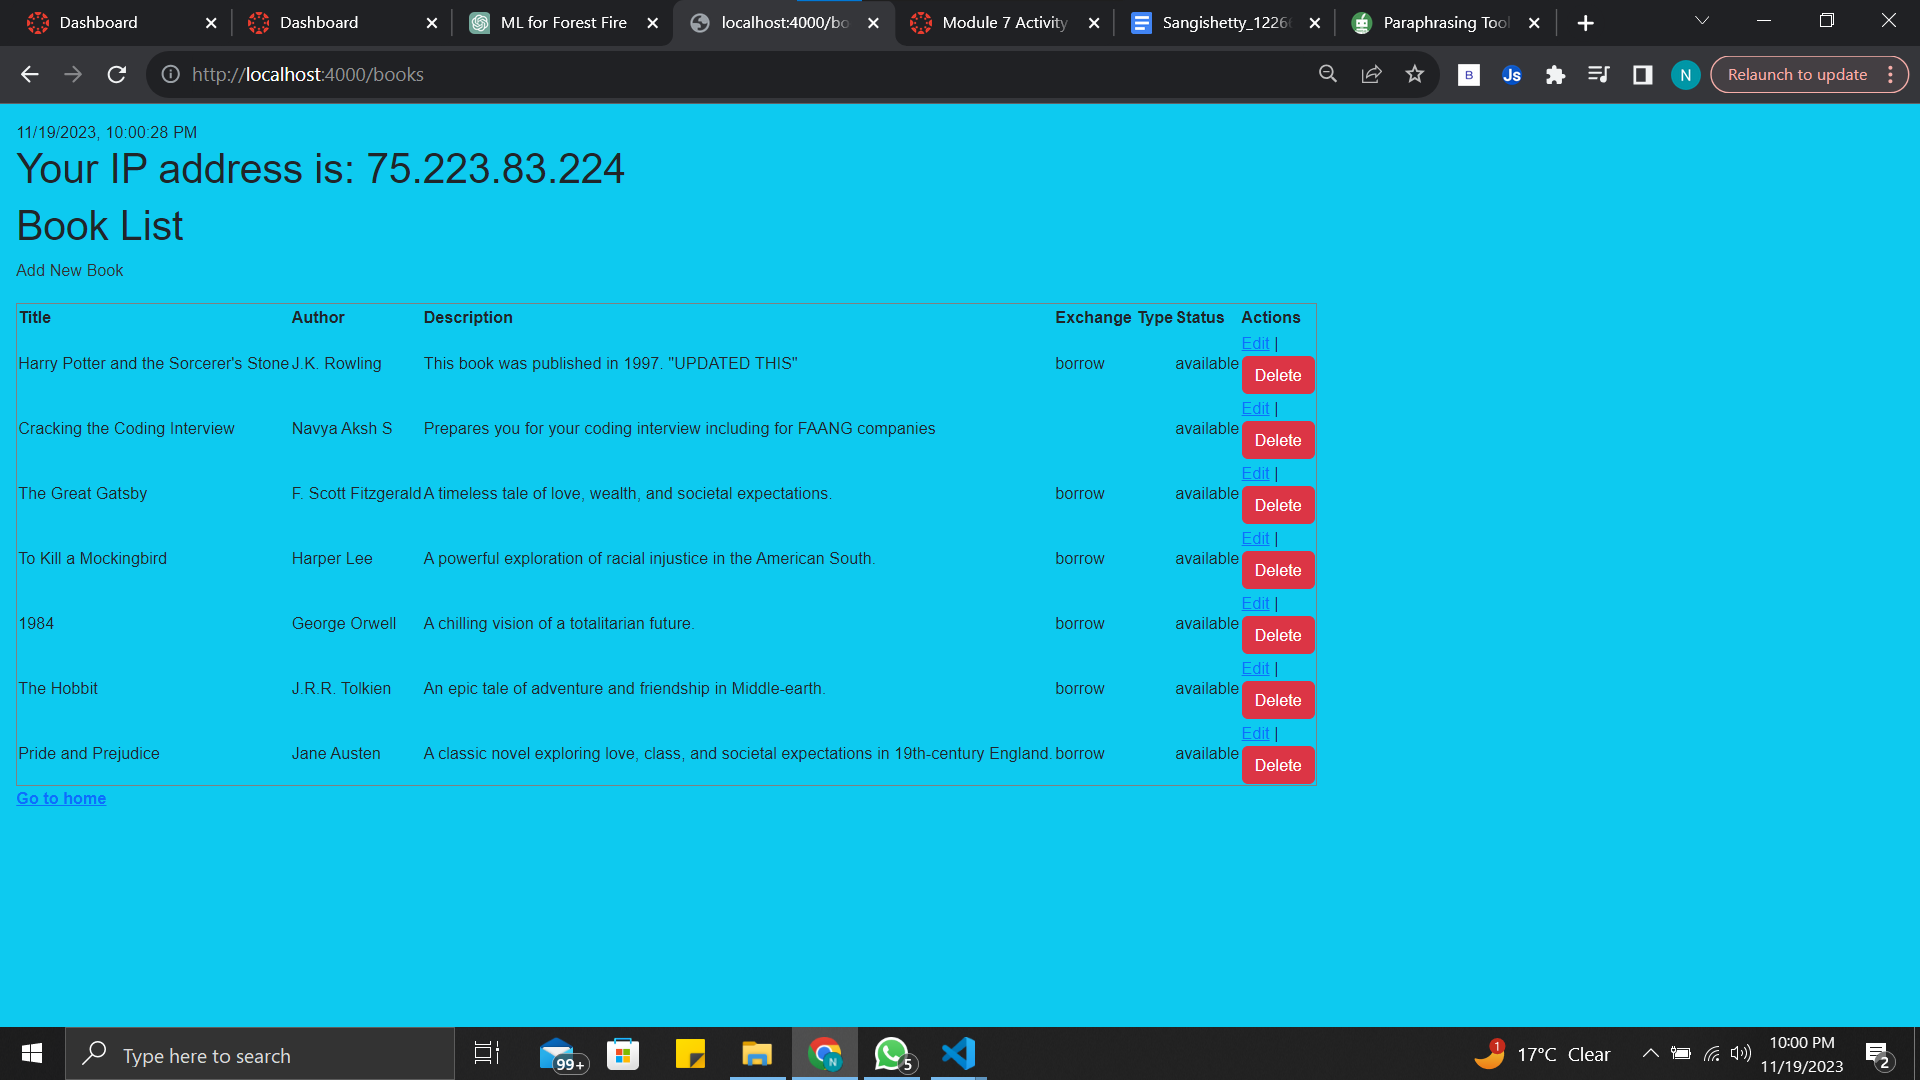 Dashboard Dashboard ML for Forest Fire localhost:4000/bo Module 7 Activity Sangishetty_1226 Paraphrasing Tool
http://localhost:4000/books B Js N Relaunch to update
11/19/2023, 10:00:28 PM
Your IP address is: 75.223.83.224
Book List
Add New Book
Title Author Description Exchange Type Status Actions
Harry Potter and the Sorcerer's Stone J.K. Rowling This book was published in 1997. "UPDATED THIS" borrow available Edit | Delete
Cracking the Coding Interview Navya Aksh S Prepares you for your coding interview including for FAANG companies available Edit | Delete
The Great Gatsby F. Scott Fitzgerald A timeless tale of love, wealth, and societal expectations. borrow available Edit | Delete
To Kill a Mockingbird Harper Lee A powerful exploration of racial injustice in the American South. borrow available Edit | Delete
1984 George Orwell A chilling vision of a totalitarian future. borrow available Edit | Delete
The Hobbit J.R.R. Tolkien An epic tale of adventure and friendship in Middle-earth. borrow available Edit | Delete
Pride and Prejudice Jane Austen A classic novel exploring love, class, and societal expectations in 19th-century England. borrow available Edit | Delete
Go to home
Type here to search 99+ N 5 1 17°C Clear 10:00 PM
11/19/2023 2